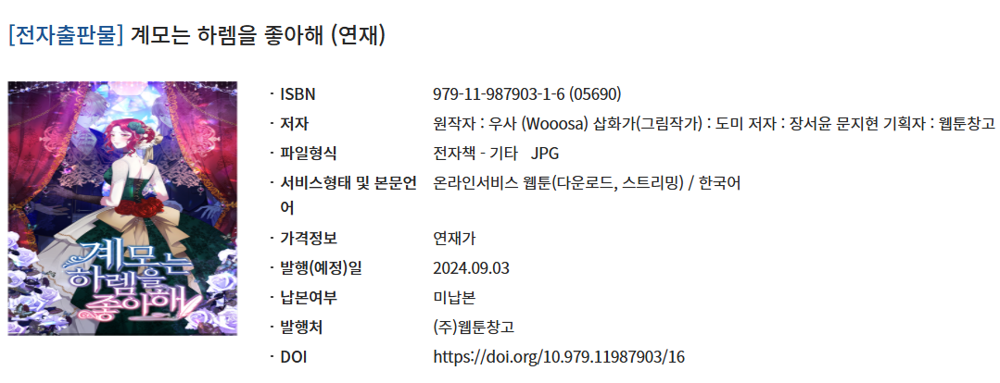 [전자출판물] 계모는 하렘을 좋아해 (연재)
계모는
하렘을
좋아해
· ISBN 979-11-987903-1-6 (05690)
· 저자 원작자 : 우사 (Wooosa) 삽화가(그림작가) : 도미 저자 : 장서윤 문지현 기획자 : 웹툰창고
· 파일형식 전자책 - 기타 JPG
· 서비스형태 및 본문언 온라인서비스 웹툰(다운로드, 스트리밍) / 한국어
어
· 가격정보 연재가
· 발행(예정)일 2024.09.03
· 납본여부 미납본
· 발행처 (주)웹툰창고
· DOI https://doi.org/10.979.11987903/16